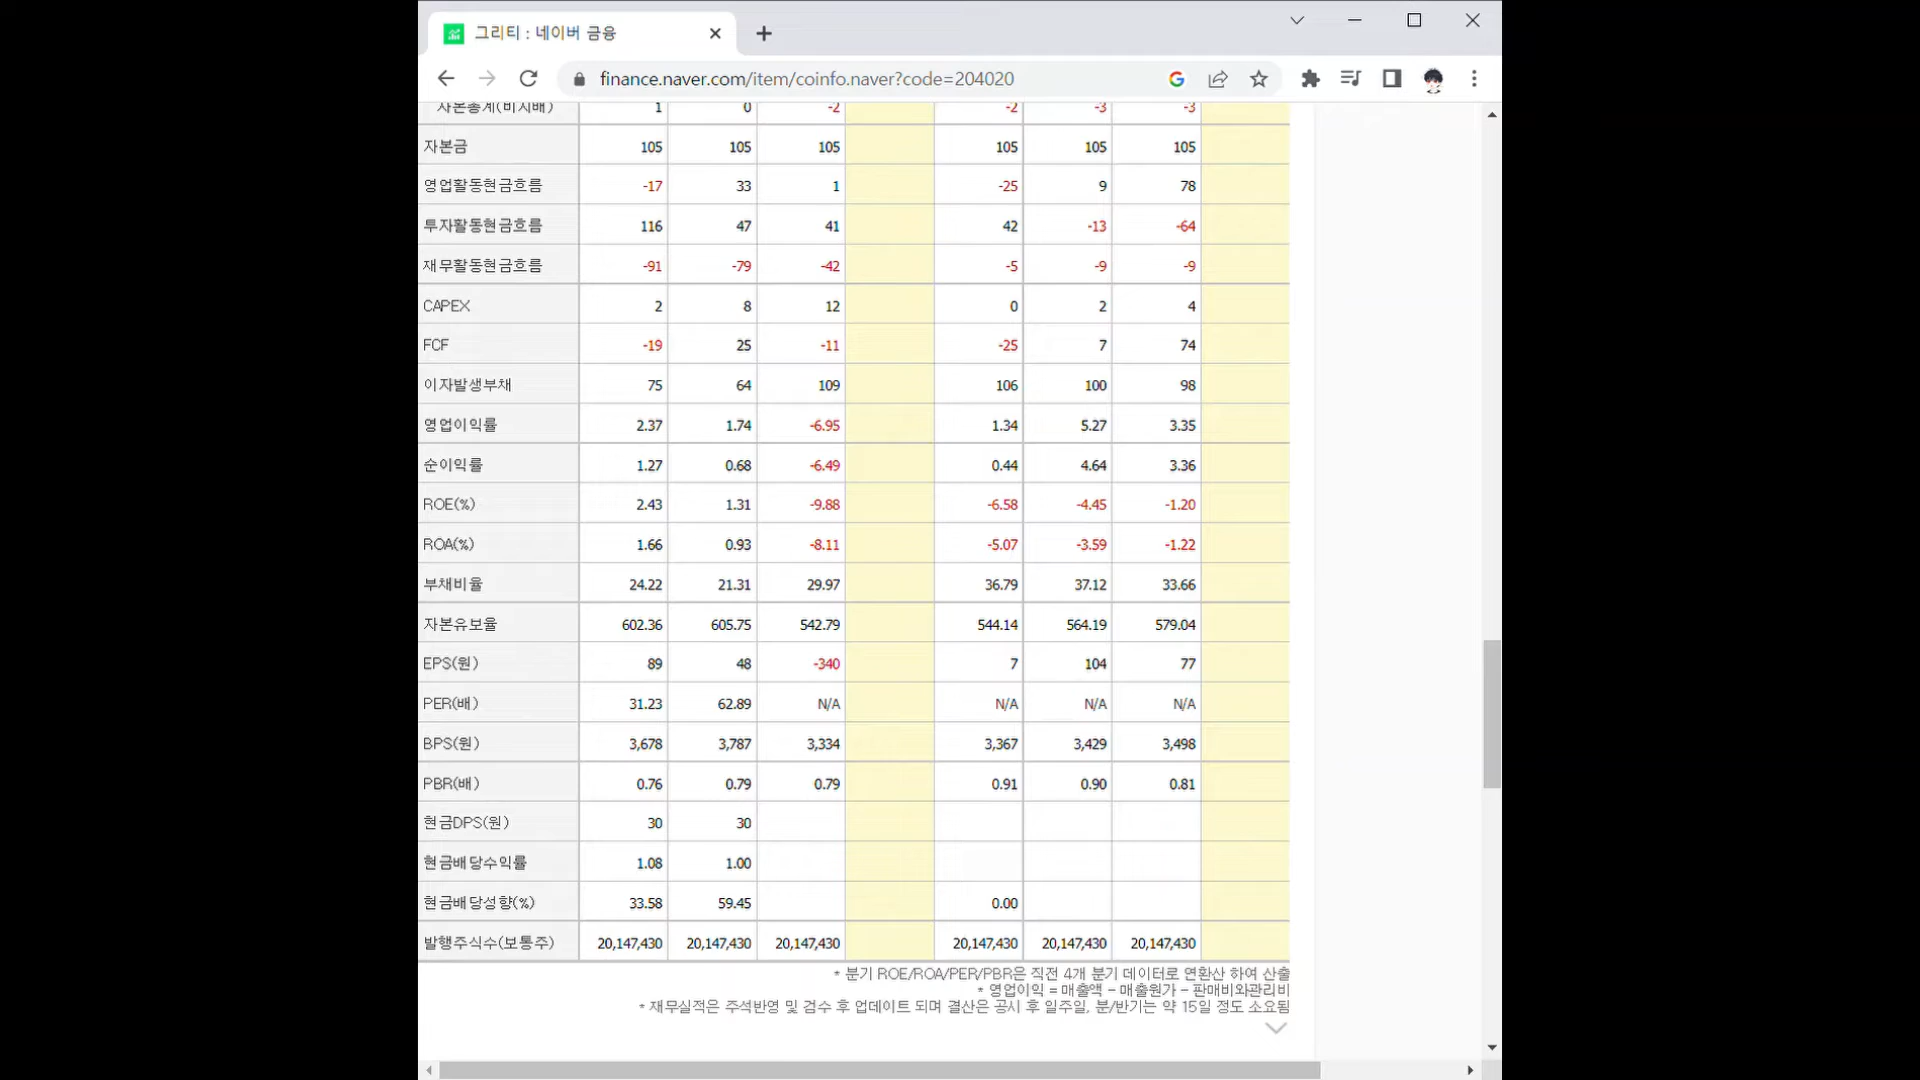 그리티 : 네이버 금융
finance.naver.com/item/coinfo.naver?code=204020
자본총계(비지배) 1 0 -2 -2 -3 -3
자본금 105 105 105 105 105 105
영업활동현금흐름 -17 33 1 -25 9 78
투자활동현금흐름 116 47 41 42 -13 -64
재무활동현금흐름 -91 -79 -42 -5 -9 -9
CAPEX 2 8 12 0 2 4
FCF -19 25 -11 -25 7 74
이자발생부채 75 64 109 106 100 98
영업이익률 2.37 1.74 -6.95 1.34 5.27 3.35
순이익률 1.27 0.68 -6.49 0.44 4.64 3.36
ROE(%) 2.43 1.31 -9.88 -6.58 -4.45 -1.20
ROA(%) 1.66 0.93 -8.11 -5.07 -3.59 -1.22
부채비율 24.22 21.31 29.97 36.79 37.12 33.66
자본유보율 602.36 605.75 542.79 544.14 564.19 579.04
EPS(원) 89 48 -340 7 104 77
PER(배) 31.23 62.89 N/A N/A N/A N/A
BPS(원) 3,678 3,787 3,334 3,367 3,429 3,498
PBR(배) 0.76 0.79 0.79 0.91 0.90 0.81
현금DPS(원) 30 30
현금배당수익률 1.08 1.00
현금배당성향(%) 33.58 59.45 0.00
발행주식수(보통주) 20,147,430 20,147,430 20,147,430 20,147,430 20,147,430 20,147,430
* 분기 ROE/ROA/PER/PBR은 직전 4개 분기 데이터로 연환산 하여 산출
* 영업이익 = 매출액 - 매출원가 - 판매비와관리비
* 재무실적은 주석반영 및 검수 후 업데이트 되며 결산은 공시 후 일주일, 분/반기는 약 15일 정도 소요됨